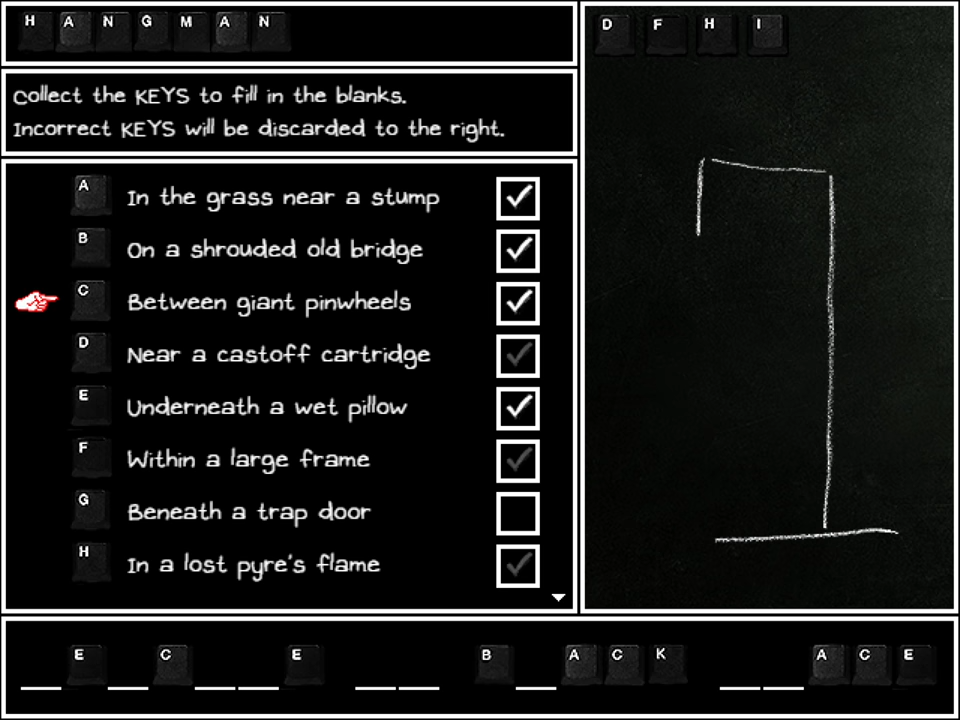 H A N G M A N
Collect the KEYS to fill in the blanks.
Incorrect KEYS will be discarded to the right.
A In the grass near a stump
B On a shrouded old bridge
C Between giant pinwheels
D Near a castoff cartridge
E Underneath a wet pillow
F Within a large frame
G Beneath a trap door
H In a lost pyre's flame
D F H I
_ E _ C _ _ E _ _ B _ A C K _ _ A C E